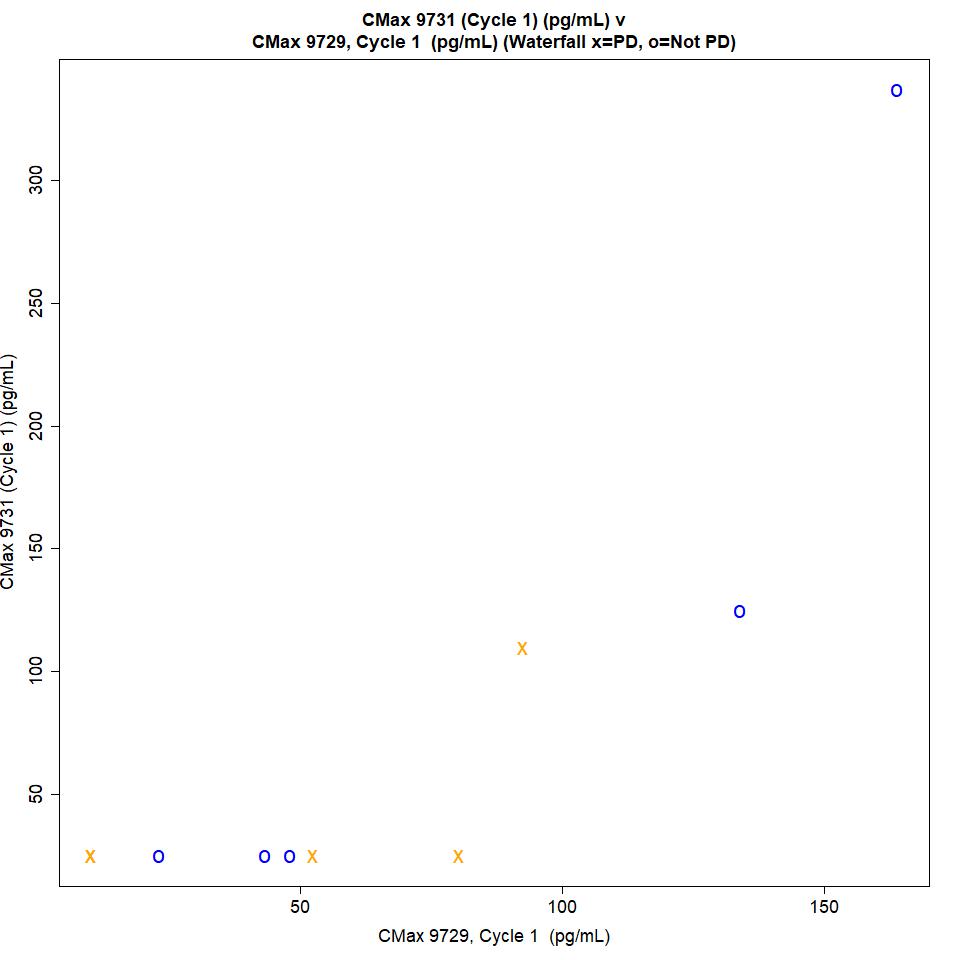 CMax 9731 (Cycle 1) (pg/mL) v
CMax 9729, Cycle 1  (pg/mL) (Waterfall x=PD, o=Not PD)
CMax 9731 (Cycle 1) (pg/mL)
300
250
200
150
100
50
O
O
X
X
O
O
O
X
X
50
100
150
CMax 9729, Cycle 1  (pg/mL)